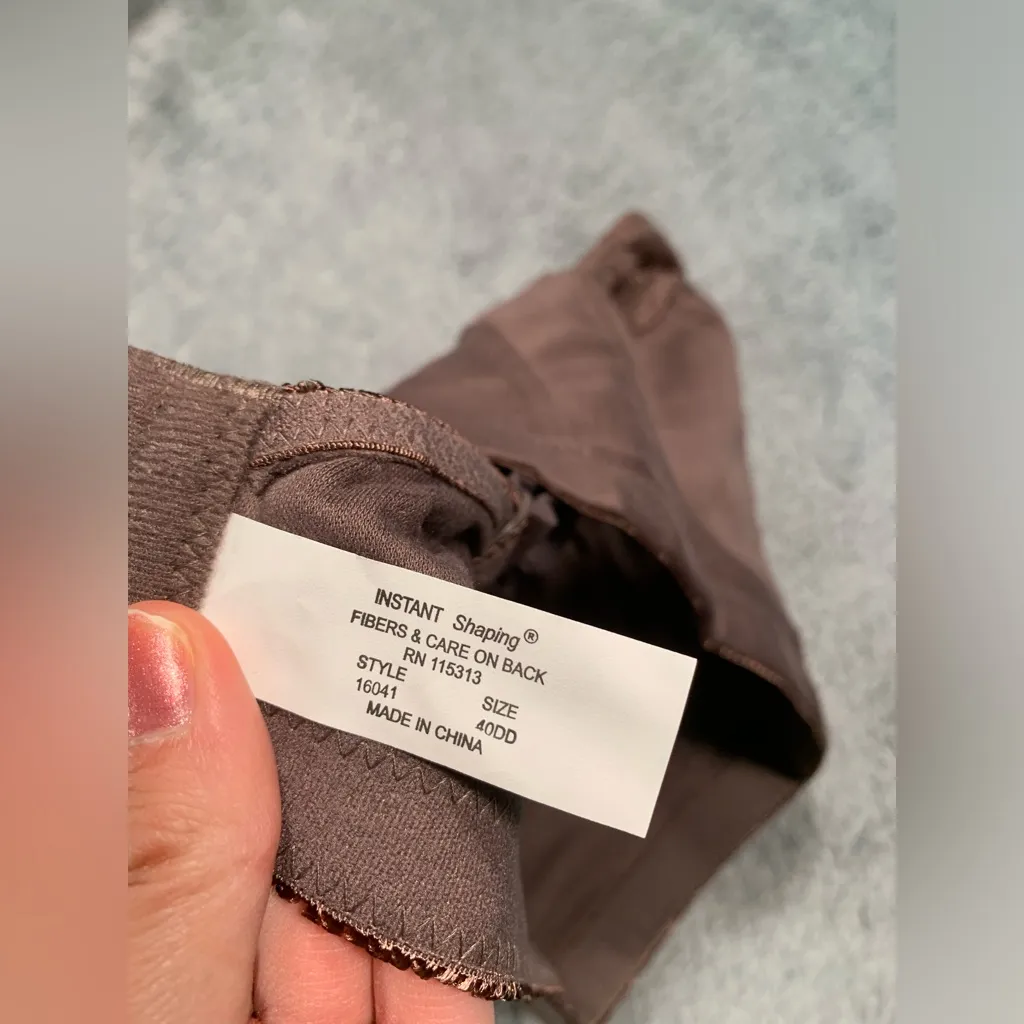 INSTANT Shaping®
FIBERS & CARE ON BACK
RN 115313
STYLE SIZE
16041 40DD
MADE IN CHINA